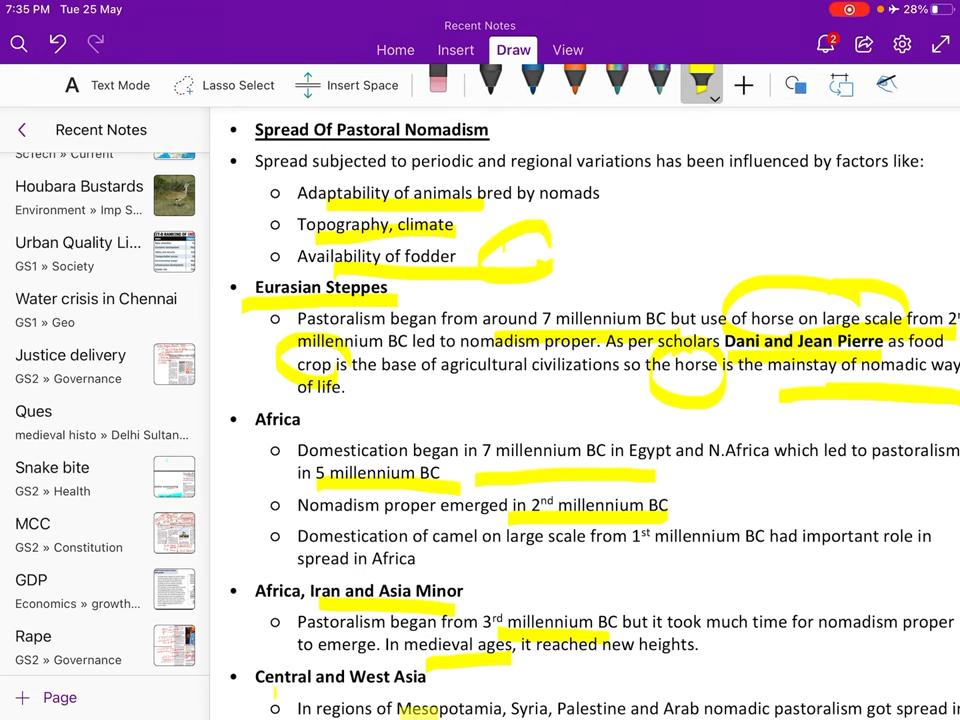 7:35 PM Tue 25 May
28%
Recent Notes
Home Insert Draw View
2
A Text Mode Lasso Select Insert Space
Recent Notes
ScTech » Current
Houbara Bustards
Environment » Imp S...
Urban Quality Li...
GS1 » Society
Water crisis in Chennai
GS1 » Geo
Justice delivery
GS2 » Governance
Ques
medieval histo » Delhi Sultan...
Snake bite
GS2 » Health
MCC
GS2 » Constitution
GDP
Economics » growth...
Rape
GS2 » Governance
+ Page
• Spread Of Pastoral Nomadism
• Spread subjected to periodic and regional variations has been influenced by factors like:
o Adaptability of animals bred by nomads
o Topography, climate
o Availability of fodder
• Eurasian Steppes
o Pastoralism began from around 7 millennium BC but use of horse on large scale from 2
millennium BC led to nomadism proper. As per scholars Dani and Jean Pierre as food
crop is the base of agricultural civilizations so the horse is the mainstay of nomadic way
of life.
• Africa
o Domestication began in 7 millennium BC in Egypt and N.Africa which led to pastoralism
in 5 millennium BC
o Nomadism proper emerged in 2nd millennium BC
o Domestication of camel on large scale from 1st millennium BC had important role in
spread in Africa
• Africa, Iran and Asia Minor
o Pastoralism began from 3rd millennium BC but it took much time for nomadism proper
to emerge. In medieval ages, it reached new heights.
• Central and West Asia
o In regions of Mesopotamia, Syria, Palestine and Arab nomadic pastoralism got spread in